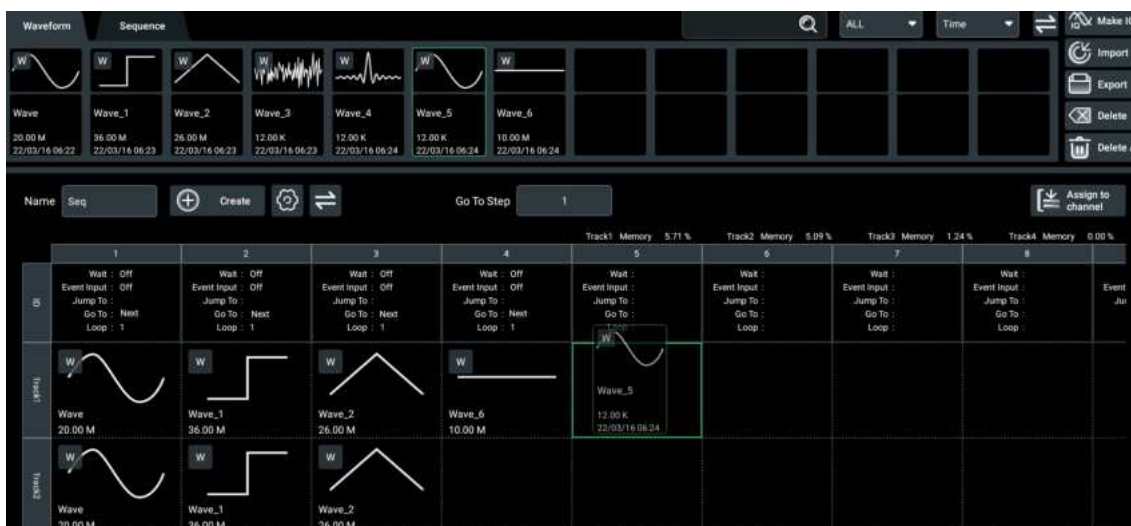 Waveform Sequence ALL Time Make I
W W W W W W W
Wave Wave_1 Wave_2 Wave_3 Wave_4 Wave_5 Wave_6
20.00 M 36.00 M 26.00 M 12.00 K 12.00 K 12.00 K 10.00 M
22/03/16 06:22 22/03/16 06:23 22/03/16 06:23 22/03/16 06:23 22/03/16 06:24 22/03/16 06:24 22/03/16 06:24
IQ
Import
Export
Delete
Delete
Name Seq Create Go To Step 1 Assign to channel
Track1 Memory 5.71 % Track2 Memory 5.09 % Track3 Memory 1.24 % Track4 Memory 0.00 %
1 2 3 4 5 6 7 8
Wait : Off Wait : Off Wait : Off Wait : Off Wait : Wait : Wait : Wait :
Event Input : Off Event Input : Off Event Input : Off Event Input : Off Event Input : Event Input : Event Input : Event Input : Event
Jump To : Jump To : Jump To : Jump To : Jump To : Jump To : Jump To : Jump To : Ju
Go To : Next Go To : Next Go To : Next Go To : Next Go To : Go To : Go To : Go To :
Loop : 1 Loop : 1 Loop : 1 Loop : 1 Loop : Loop : Loop : Loop :
Track1
W W W W W
Wave_5
12.00 K
22/03/16 06:24
Wave Wave_1 Wave_2 Wave_6
20.00 M 36.00 M 26.00 M 10.00 M
Track2
W W W
Wave Wave_1 Wave_2
20.00 M 36.00 M 26.00 M